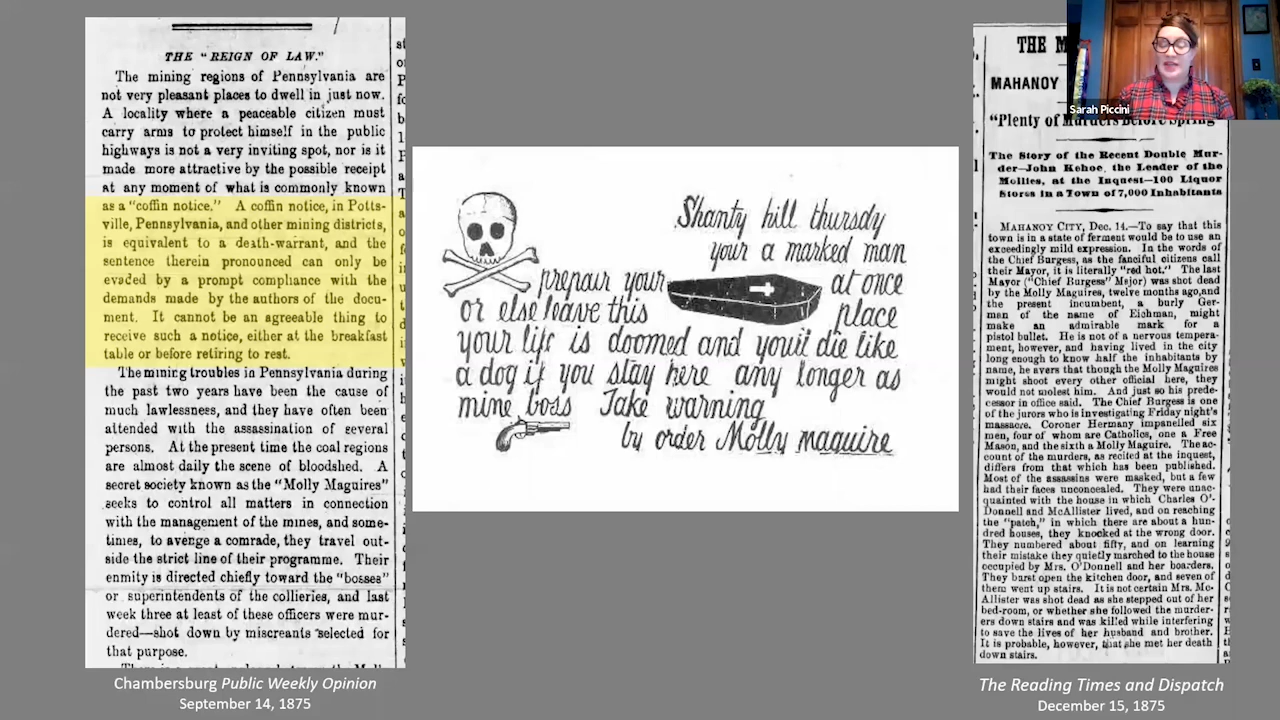 THE "REIGN OF LAW."
The mining regions of Pennsylvania are
not very pleasant places to dwell in just now.
A locality where a peaceable citizen must
carry arms to protect himself in the public
highways is not a very inviting spot, nor is it
made more attractive by the possible receipt
at any moment of what is commonly known
as a "coffin notice." A coffin notice, in Potts-
ville, Pennsylvania, and other mining districts,
is equivalent to a death-warrant, and the
sentence therein pronounced can only be
evaded by a prompt compliance with the
demands made by the authors of the docu-
ment. It cannot be an agreeable thing to
receive such a notice, either at the breakfast
table or before retiring to rest.
The mining troubles in Pennsylvania during
the past two years have been the cause of
much lawlessness, and they have often been
attended with the assassination of several
persons. At the present time the coal regions
are almost daily the scene of bloodshed. A
secret society known as the "Molly Maguires"
seeks to control all matters in connection
with the management of the mines, and some-
times, to avenge a comrade, they travel out-
side the strict line of their programme. Their
enmity is directed chiefly toward the "bosses"
or superintendents of the collieries, and last
week three at least of these officers were mur-
dered—shot down by miscreants selected for
that purpose.
Chambersburg Public Weekly Opinion
September 14, 1875
Shanty hill thursdy
your a marked man
prepair your at once
or else leave this place
your life is doomed and you'll die like
a dog if you stay here any longer as
mine boss Take warning
by order Molly maguire
THE M
MAHANOY
"Plenty of Murders Before Spring"
The Story of the Recent Double Mur-
der—John Kehoe, the Leader of the
Mollies, at the Inquest—100 Liquor
Stores in a Town of 7,000 Inhabitants
MAHANOY CITY, Dec. 14.—To say that this
town is in a state of ferment would be to use an
exceedingly mild expression. In the words of
the Chief Burgess, as the fanciful citizens call
their Mayor, it is literally "red hot." The last
Mayor ("Chief Burgess" Major) was shot dead
by the Molly Maguires, twelve months ago, and
the present incumbent, a burly Ger-
man of the name of Eichman, might
make an admirable mark for a
pistol bullet. He is not of a nervous tempera-
ment, however, and having lived in the city
long enough to know half the inhabitants by
name, he avers that though the Molly Maguires
might shoot every other official here, they
would not molest him. And just so his prede-
cessor in office said. The Chief Burgess is one
of the jurors who is investigating Friday night's
massacre. Coroner Hermany impanelled six
men, four of whom are Catholics, one a Free
Mason, and the sixth a Molly Maguire. The ac-
count of the murders, as recited at the inquest,
differs from that which has been published.
Most of the assassins were masked, but a few
had their faces unconcealed. They were unac-
quainted with the house in which Charles O'-
Donnell and McAllister lived, and on reaching
the "patch," in which there are about a hun-
dred houses, they knocked at the wrong door.
They numbered about fifty, and on learning
their mistake they quietly marched to the house
occupied by Mrs. O'Donnell and her boarders.
They burst open the kitchen door, and seven of
them went up stairs. It is not certain Mrs. Mc-
Allister was shot dead as she stepped out of her
bed-room, or whether she followed the murder-
ers down stairs and was killed while interfering
to save the lives of her husband and brother.
It is probable, however, that she met her death
down stairs.
The Reading Times and Dispatch
December 15, 1875
Sarah Piccini